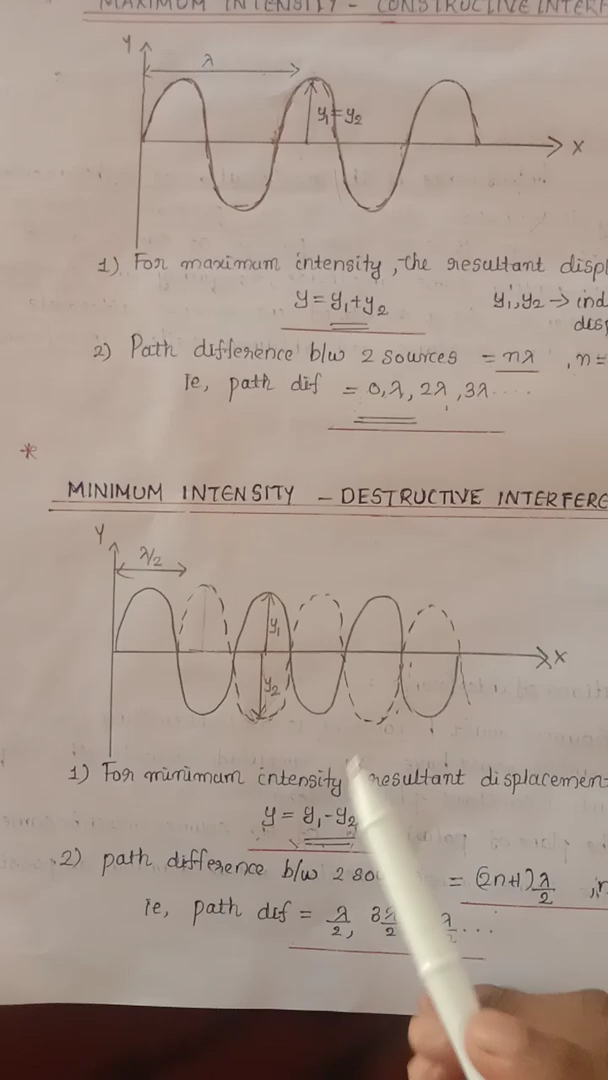 MAXIMUM INTENSITY - CONSTRUCTIVE INTERF
Y
λ
y₁=y₂
X
1) For maximum intensity, the resultant displ
y = y₁+y₂ y₁,y₂ → ind
des
2) Path difference b/w 2 sources = nλ , n =
Ie, path dif = 0, λ, 2λ, 3λ....
*
MINIMUM INTENSITY - DESTRUCTIVE INTERFERE
Y
λ/2
y₁
X
y₂
1) For minimum intensity resultant displacemen
y = y₁-y₂
2) path difference b/w 2 so = (2n+1)λ/2 , n
Ie, path dif = λ/2, 3λ/2 λ/2...